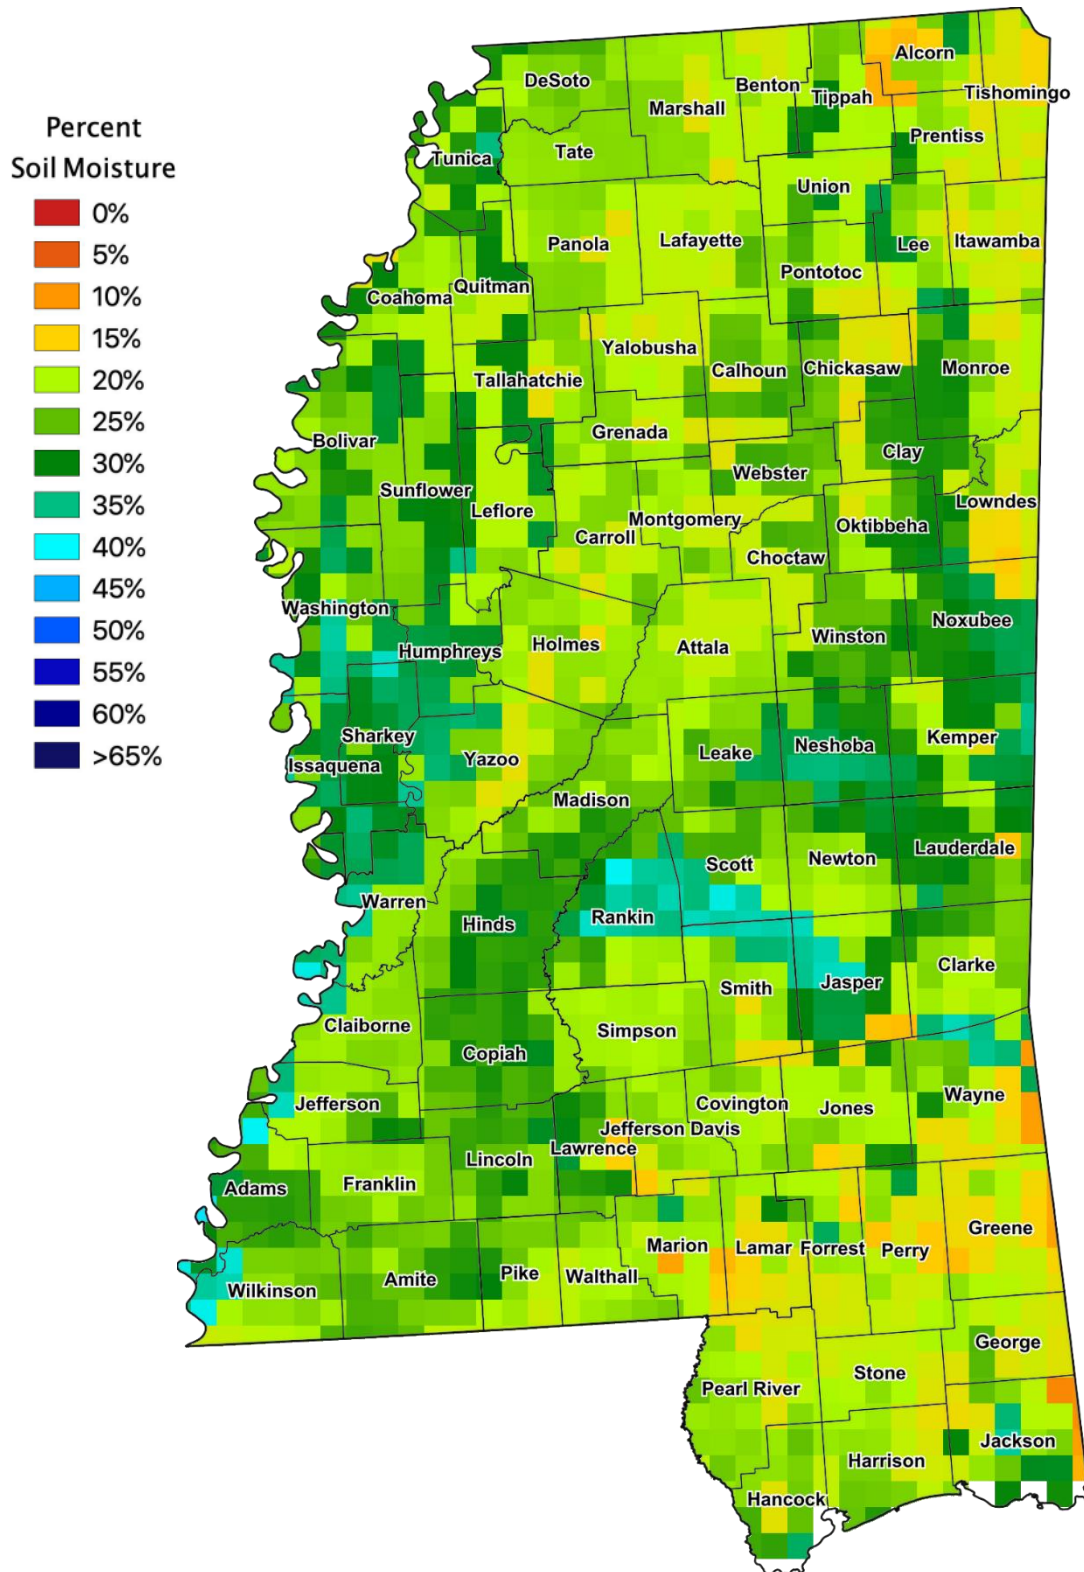 Percent
Soil Moisture
0%
5%
10%
15%
20%
25%
30%
35%
40%
45%
50%
55%
60%
>65%
Alcorn
DeSoto
Benton
Tippah
Tishomingo
Marshall
Prentiss
Tate
Tunica
Union
Panola
Lafayette
Lee
Itawamba
Pontotoc
Quitman
Coahoma
Yalobusha
Calhoun
Chickasaw
Monroe
Tallahatchie
Grenada
Bolivar
Clay
Webster
Sunflower
Lowndes
Leflore
Montgomery
Oktibbeha
Carroll
Choctaw
Washington
Noxubee
Winston
Holmes
Attala
Humphreys
Sharkey
Kemper
Neshoba
Leake
Yazoo
Issaquena
Madison
Lauderdale
Newton
Scott
Warren
Rankin
Hinds
Clarke
Jasper
Smith
Claiborne
Simpson
Copiah
Wayne
Jefferson
Covington
Jones
Jefferson Davis
Lawrence
Lincoln
Franklin
Adams
Greene
Marion
Lamar
Forrest
Perry
Pike
Walthall
Amite
Wilkinson
George
Stone
Pearl River
Jackson
Harrison
Hancock